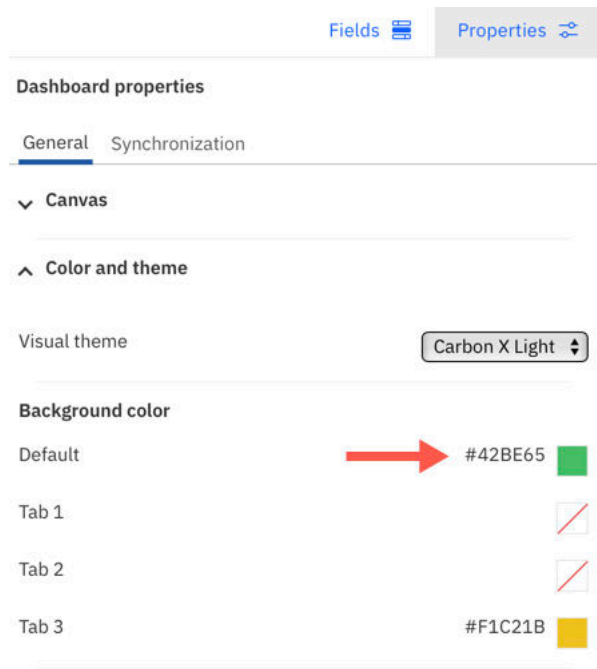 Fields Properties
Dashboard properties
General Synchronization
Canvas
Color and theme
Visual theme Carbon X Light
Background color
Default #42BE65
Tab 1
Tab 2
Tab 3 #F1C21B